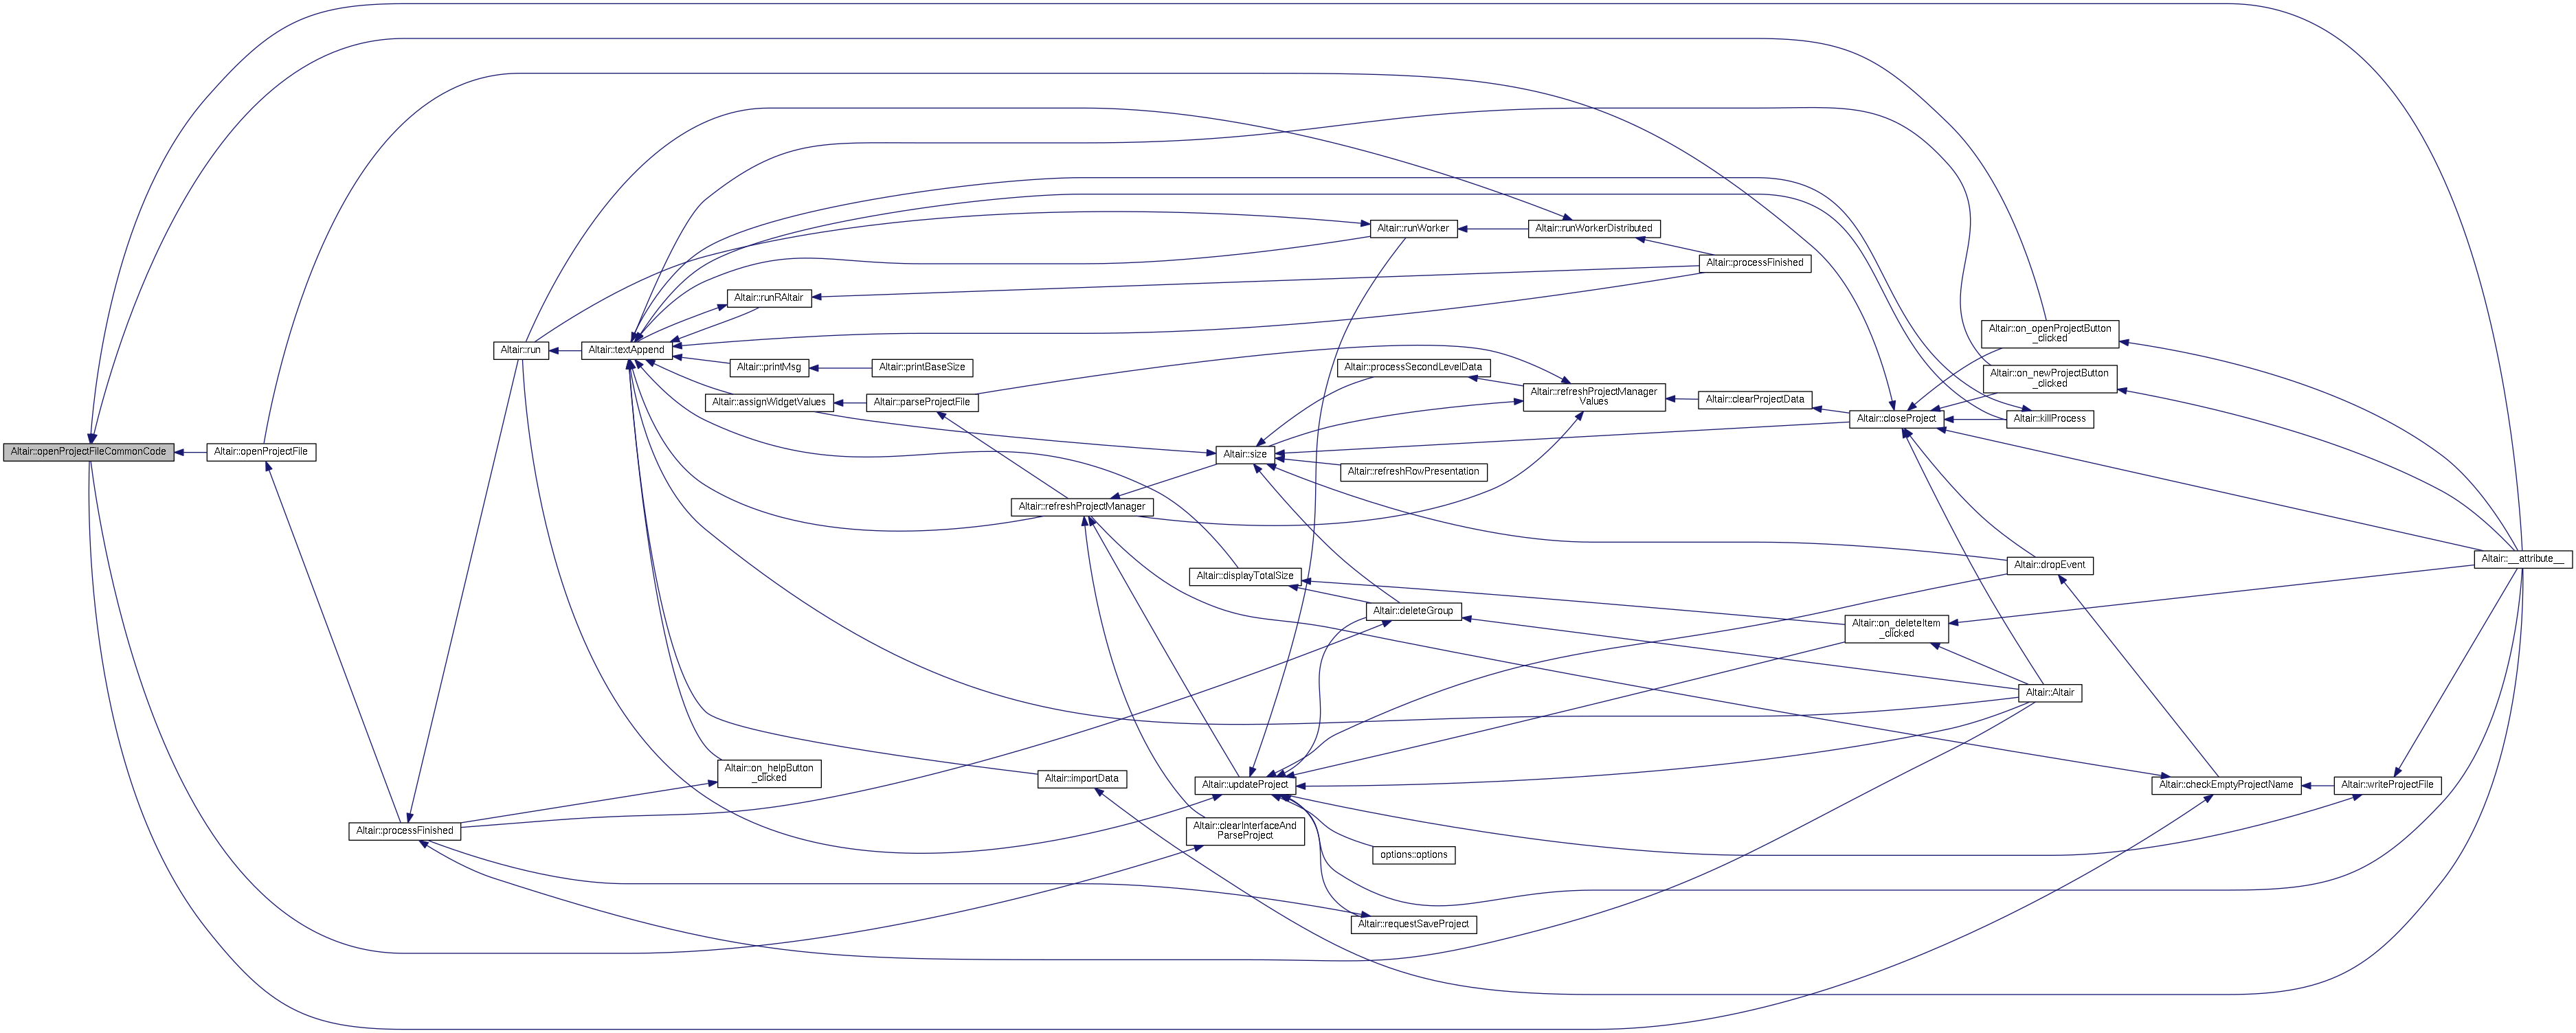 Altair::openProjectFileCommonCode
Altair::openProjectFile
Altair::processFinished
Altair::run
Altair::textAppend
Altair::runRAltair
Altair::printMsg
Altair::assignWidgetValues
Altair::on_helpButton
_clicked
Altair::printBaseSize
Altair::parseProjectFile
Altair::refreshProjectManager
Altair::importData
Altair::size
Altair::displayTotalSize
Altair::updateProject
Altair::clearInterfaceAnd
ParseProject
Altair::runWorker
Altair::processSecondLevelData
Altair::refreshRowPresentation
Altair::deleteGroup
options::options
Altair::requestSaveProject
Altair::runWorkerDistributed
Altair::refreshProjectManager
Values
Altair::processFinished
Altair::clearProjectData
Altair::closeProject
Altair::on_deleteItem
_clicked
Altair::on_openProjectButton
_clicked
Altair::on_newProjectButton
_clicked
Altair::killProcess
Altair::dropEvent
Altair::Altair
Altair::checkEmptyProjectName
Altair::writeProjectFile
Altair::__attribute__